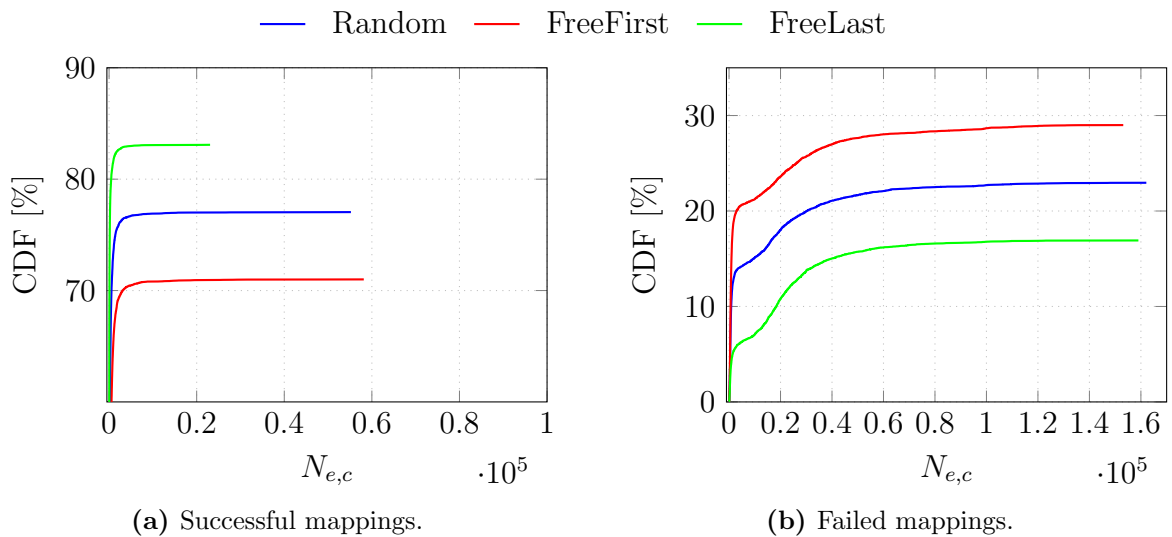 Random FreeFirst FreeLast
90
80
70
CDF [%]
0 0.2 0.4 0.6 0.8 1
N_{e,c}
·10^5
(a) Successful mappings.
30
20
10
0
CDF [%]
0 0.2 0.4 0.6 0.8 1 1.2 1.4 1.6
N_{e,c}
·10^5
(b) Failed mappings.